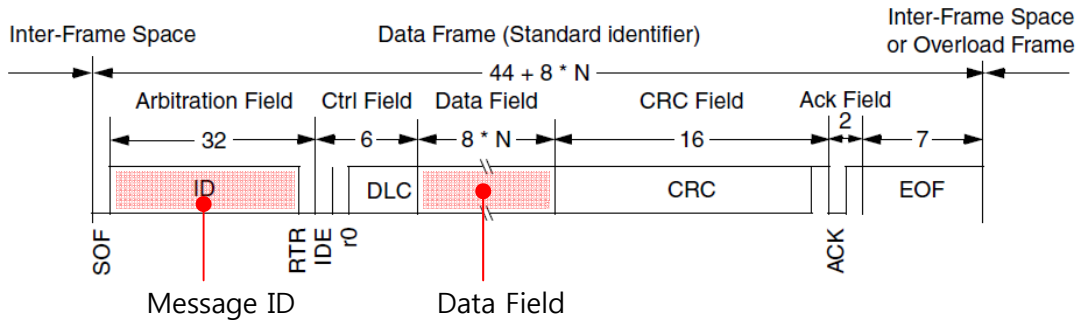 Inter-Frame Space
Data Frame (Standard identifier)
Inter-Frame Space
or Overload Frame
44 + 8 * N
Arbitration Field
Ctrl Field
Data Field
CRC Field
Ack Field
32
6
8 * N
16
2
7
ID
DLC
CRC
EOF
SOF
RTR
IDE
r0
ACK
Message ID
Data Field